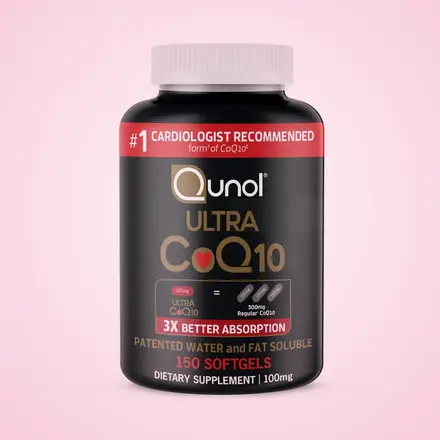 #1 CARDIOLOGIST RECOMMENDED
form† of CoQ10‡
Qunol®
ULTRA
CoQ10
100mg
ULTRA
CoQ10
=
300mg
Regular CoQ10
3X BETTER ABSORPTION
PATENTED WATER and FAT SOLUBLE
150 SOFTGELS
DIETARY SUPPLEMENT | 100mg